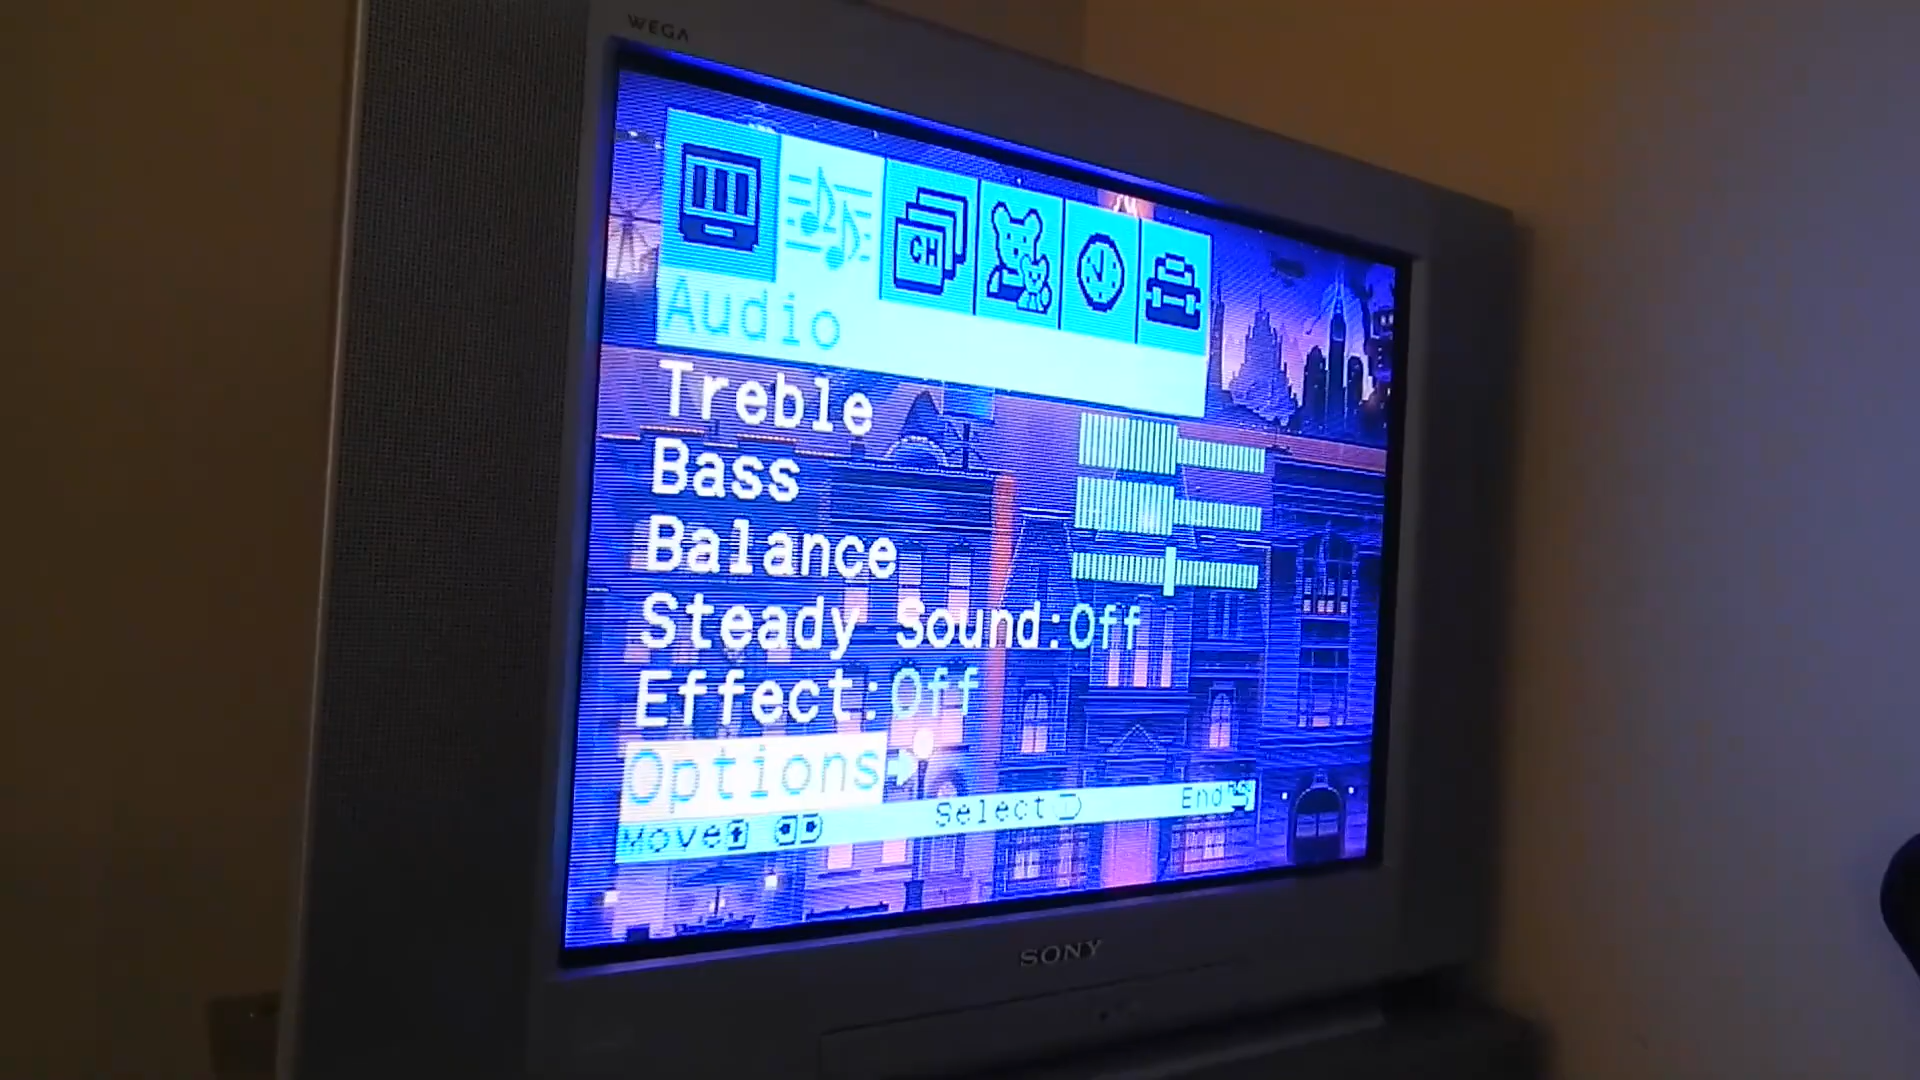 WEGA
CH
Audio
Treble
Bass
Balance
Steady Sound:Off
Effect:Off
Options
Move Select End
SONY